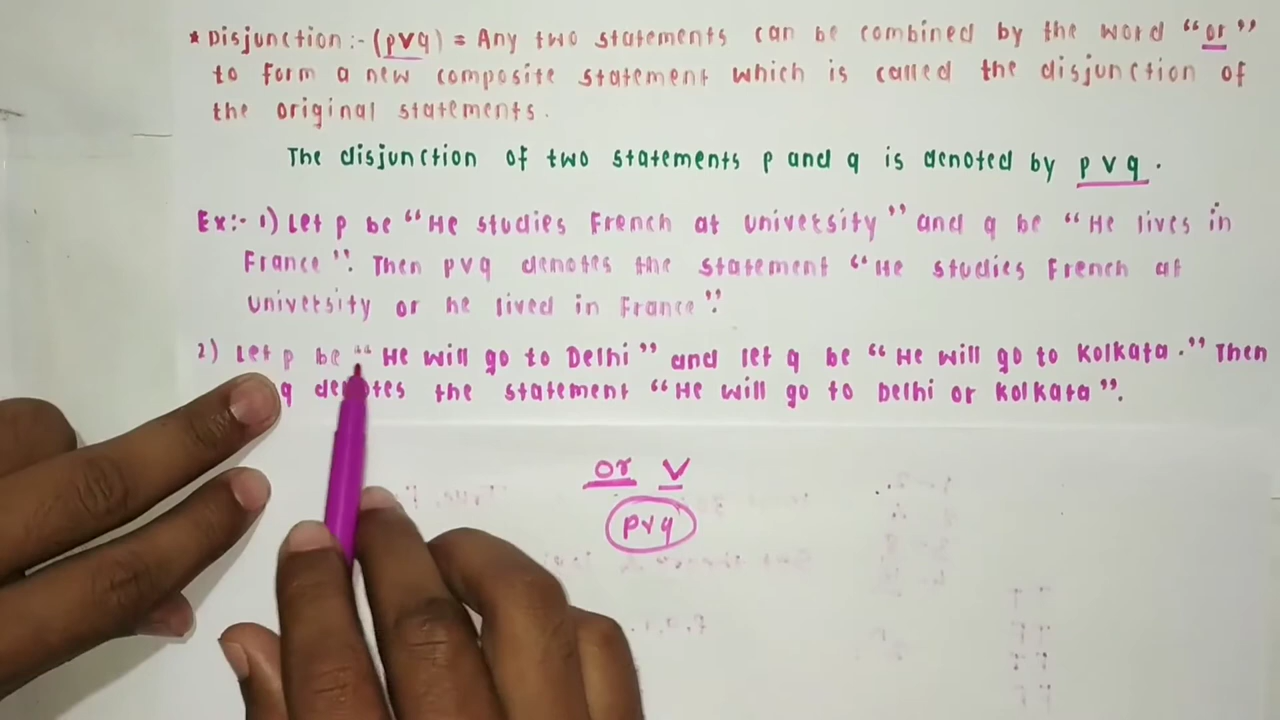 * Disjunction :- (pvq) = Any two statements can be combined by the word "or"
to form a new composite statement which is called the disjunction of
the original statements.
The disjunction of two statements p and q is denoted by p v q.
Ex:- 1) Let p be "He studies French at university" and q be "He lives in
France". Then pvq denotes the statement "He studies French at
university or he lived in France".
2) Let p be "He will go to Delhi" and let q be "He will go to Kolkata." Then
q denotes the statement "He will go to Delhi or Kolkata".
or v
pvq